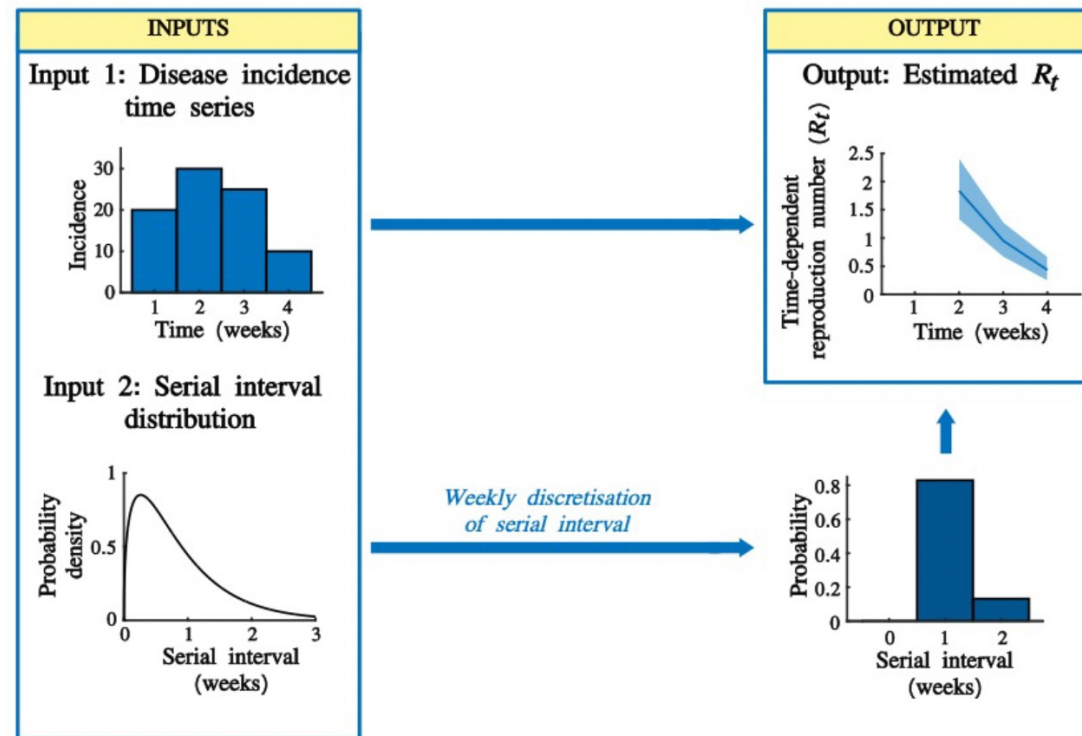 INPUTS
Input 1: Disease incidence
time series
Incidence
30
20
10
0
1 2 3 4
Time (weeks)
Input 2: Serial interval
distribution
Probability
density
1
0.5
0
0 1 2 3
Serial interval
(weeks)
Weekly discretisation
of serial interval
OUTPUT
Output: Estimated Rt
Time-dependent
reproduction number (Rt)
2.5
2
1.5
1
0.5
0
1 2 3 4
Time (weeks)
Probability
0.8
0.6
0.4
0.2
0
0 1 2
Serial interval
(weeks)